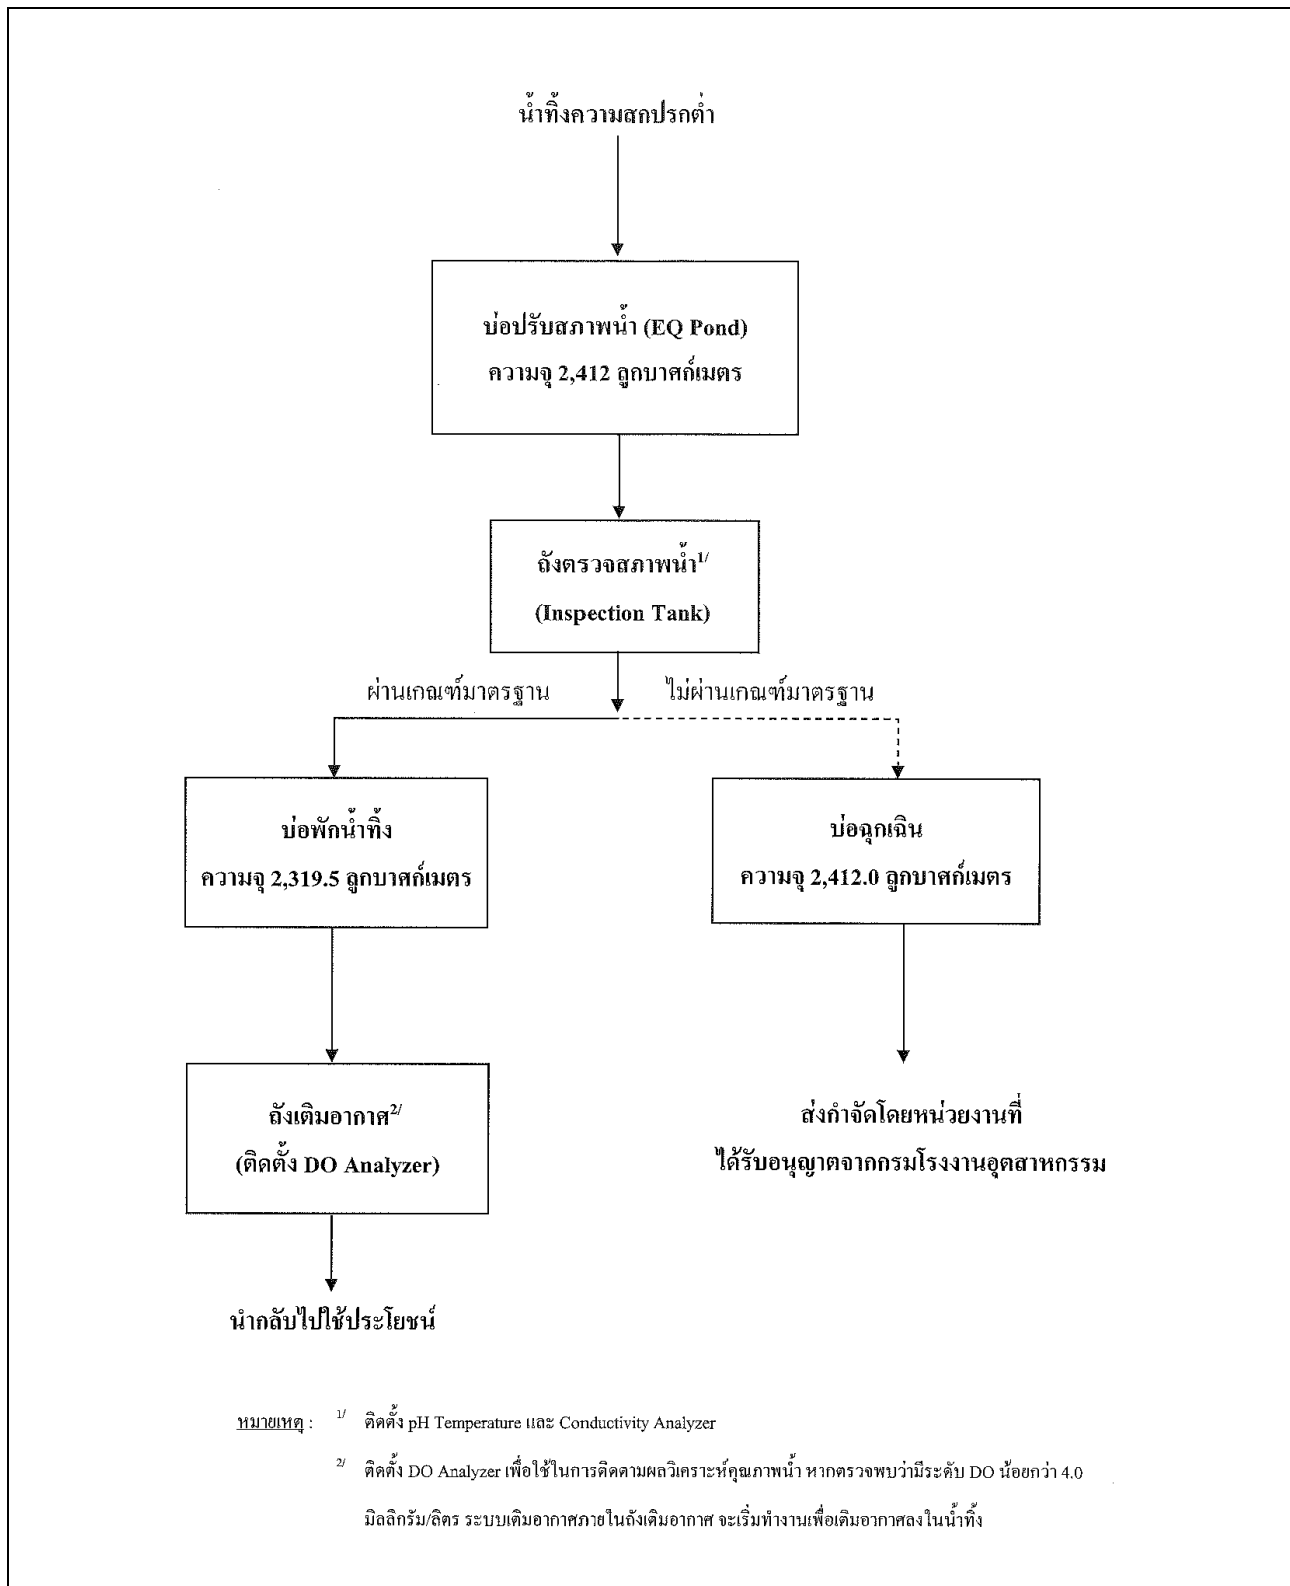 น้ำทิ้งความสกปรกต่ำ
บ่อปรับสภาพน้ำ (EQ Pond)
ความจุ 2,412 ลูกบาศก์เมตร
ถังตรวจสภาพน้ำ1/
(Inspection Tank)
ผ่านเกณฑ์มาตรฐาน
ไม่ผ่านเกณฑ์มาตรฐาน
บ่อพักน้ำทิ้ง
ความจุ 2,319.5 ลูกบาศก์เมตร
บ่อฉุกเฉิน
ความจุ 2,412.0 ลูกบาศก์เมตร
ถังเติมอากาศ2/
(ติดตั้ง DO Analyzer)
ส่งกำจัดโดยหน่วยงานที่
ได้รับอนุญาตจากกรมโรงงานอุตสาหกรรม
นำกลับไปใช้ประโยชน์
หมายเหตุ : 1/ ติดตั้ง pH Temperature และ Conductivity Analyzer
2/ ติดตั้ง DO Analyzer เพื่อใช้ในการติดตามผลวิเคราะห์คุณภาพน้ำ หากตรวจพบว่ามีระดับ DO น้อยกว่า 4.0
มิลลิกรัม/ลิตร ระบบเติมอากาศภายในถังเติมอากาศ จะเริ่มทำงานเพื่อเติมอากาศลงในน้ำทิ้ง